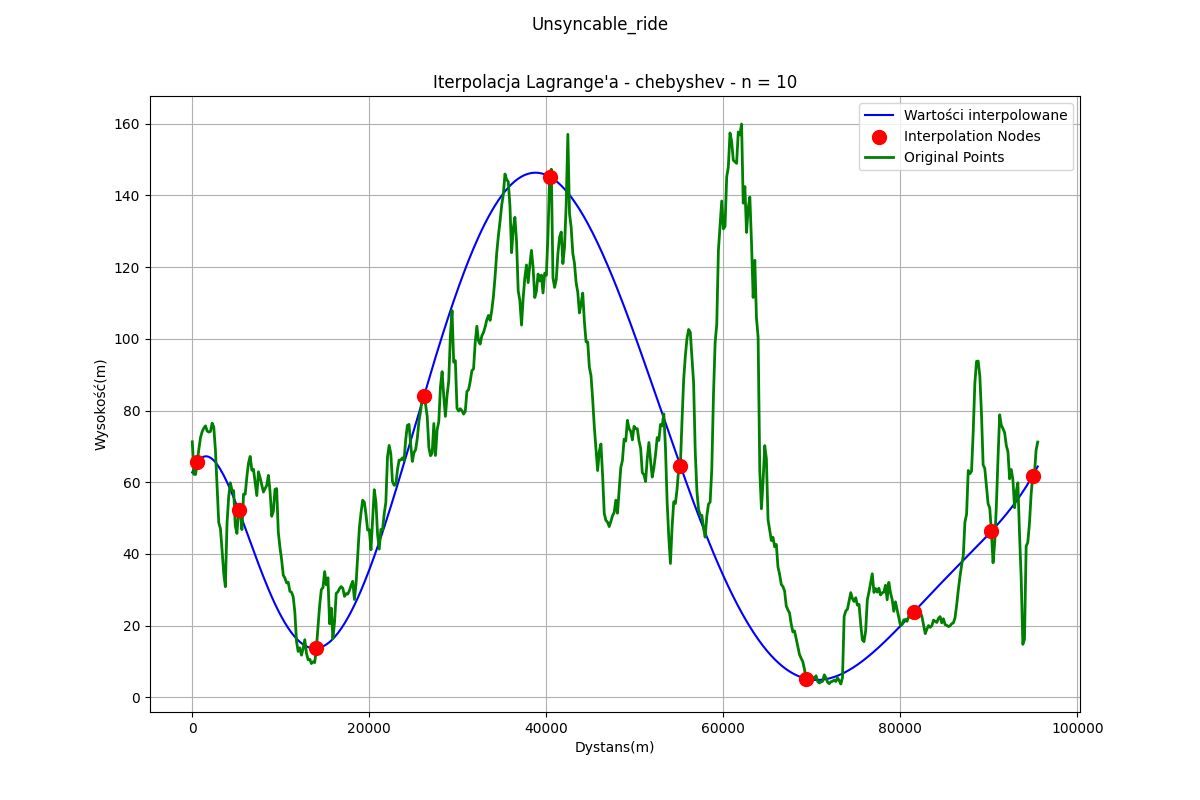 Unsyncable_ride
Iterpolacja Lagrange'a - chebyshev - n = 10
Wartości interpolowane
Interpolation Nodes
Original Points
Wysokość(m)
160
140
120
100
80
60
40
20
0
0 20000 40000 60000 80000 100000
Dystans(m)